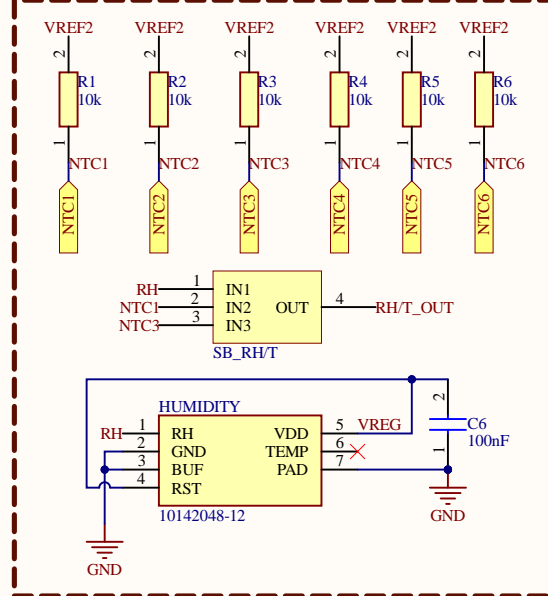 VREF2 VREF2 VREF2 VREF2 VREF2 VREF2
2 2 2 2 2 2
R1 R2 R3 R4 R5 R6
10k 10k 10k 10k 10k 10k
1 1 1 1 1 1
NTC1 NTC2 NTC3 NTC4 NTC5 NTC6
NTC1 NTC2 NTC3 NTC4 NTC5 NTC6
RH 1 IN1
NTC1 2 IN2 OUT 4 RH/T_OUT
NTC3 3 IN3
SB_RH/T
HUMIDITY
2
RH 1 RH VDD 5 VREG C6
2 GND TEMP 6 100nF
3 BUF PAD 7 1
4 RST
10142048-12
GND
GND